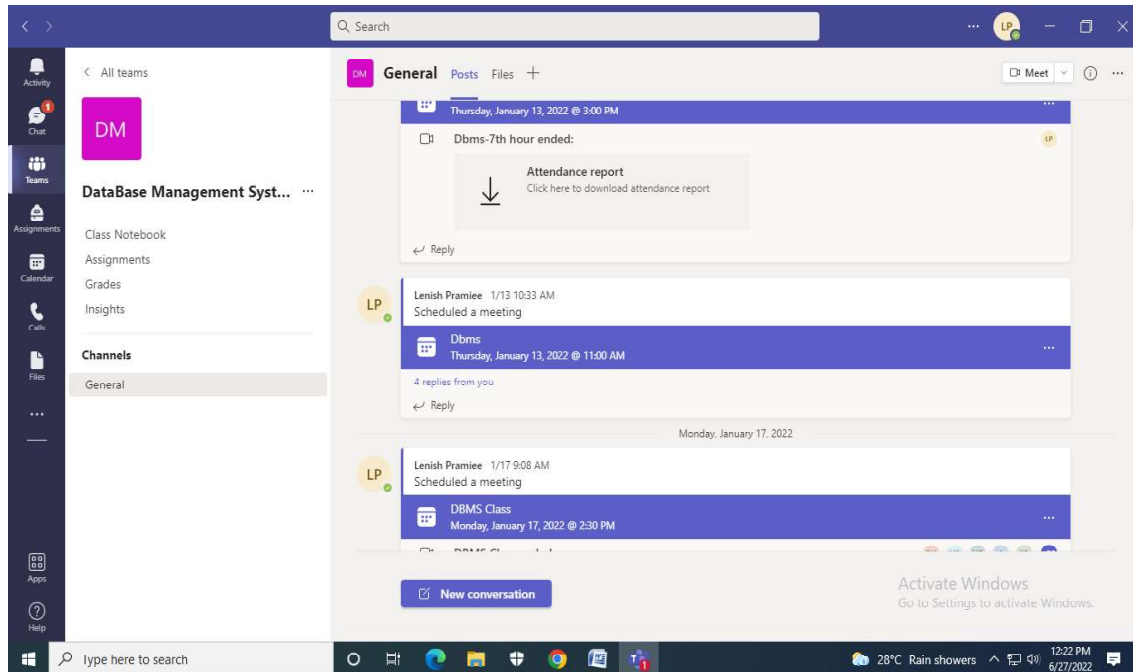 Search
LP
Activity
Chat
1
Teams
Assignments
Calendar
Calls
Files
Apps
Help
All teams
DM
DataBase Management Syst...
Class Notebook
Assignments
Grades
Insights
Channels
General
DM General Posts Files
Meet
Thursday, January 13, 2022 @ 3:00 PM
Dbms-7th hour ended:
LP
Attendance report
Click here to download attendance report
Reply
LP
Lenish Pramiee 1/13 10:33 AM
Scheduled a meeting
Dbms
Thursday, January 13, 2022 @ 11:00 AM
4 replies from you
Reply
Monday, January 17, 2022
LP
Lenish Pramiee 1/17 9:08 AM
Scheduled a meeting
DBMS Class
Monday, January 17, 2022 @ 2:30 PM
New conversation
Activate Windows
Go to Settings to activate Windows.
Type here to search
28°C Rain showers
12:22 PM
6/27/2022